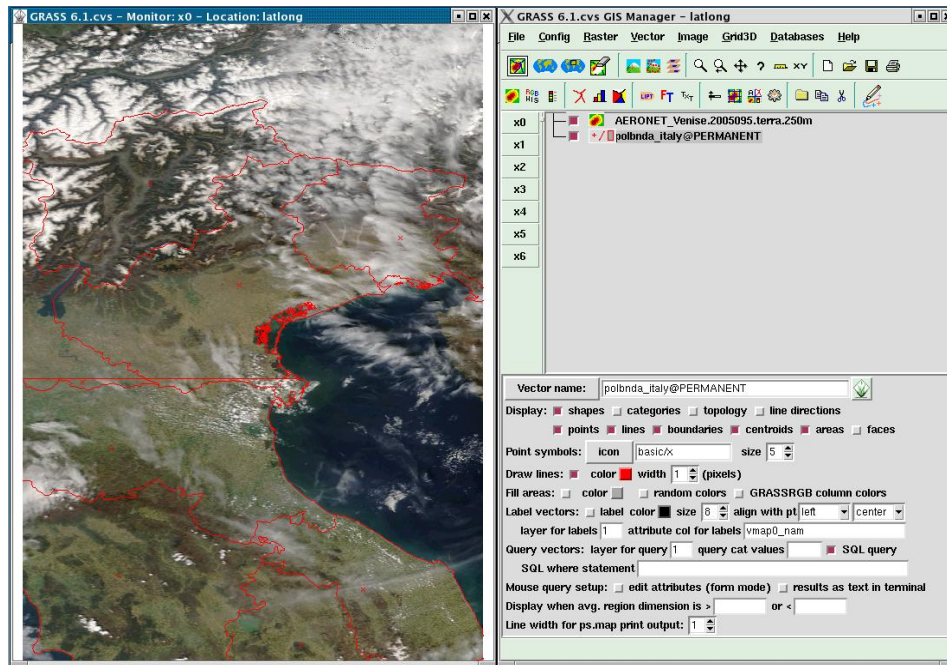 GRASS 6.1.cvs - Monitor: x0 - Location: latlong
GRASS 6.1.cvs GIS Manager - latlong
File Config Raster Vector Image Grid3D Databases Help
? XY
RGB HIS FT TXT
x0
x1
x2
x3
x4
x5
x6
AERONET_Venise.2005095.terra.250m
polbnda_italy@PERMANENT
Vector name: polbnda_italy@PERMANENT
Display: shapes categories topology line directions
points lines boundaries centroids areas faces
Point symbols: icon basic/x size 5
Draw lines: color width 1 (pixels)
Fill areas: color random colors GRASSRGB column colors
Label vectors: label color size 8 align with pt left center
layer for labels 1 attribute col for labels vmap0_nam
Query vectors: layer for query 1 query cat values SQL query
SQL where statement
Mouse query setup: edit attributes (form mode) results as text in terminal
Display when avg. region dimension is > or <
Line width for ps.map print output: 1